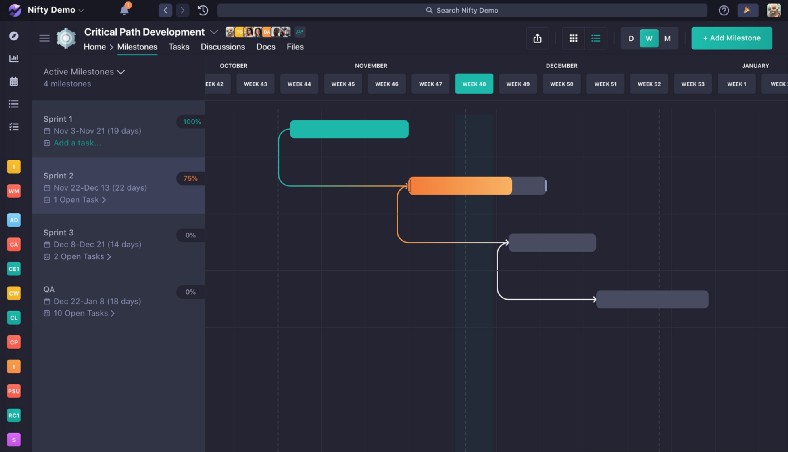 Nifty Demo
1
Search Nifty Demo
Critical Path Development
Home > Milestones Tasks Discussions Docs Files
D W M
+ Add Milestone
Active Milestones
4 milestones
OCTOBER NOVEMBER DECEMBER JANUARY
EK 42 WEEK 43 WEEK 44 WEEK 45 WEEK 46 WEEK 47 WEEK 48 WEEK 49 WEEK 50 WEEK 51 WEEK 52 WEEK 53 WEEK 1 WEEK
Sprint 1
100%
Nov 3-Nov 21 (19 days)
Add a task...
Sprint 2
75%
Nov 22-Dec 13 (22 days)
1 Open Task >
Sprint 3
0%
Dec 8-Dec 21 (14 days)
2 Open Tasks >
QA
0%
Dec 22-Jan 8 (18 days)
10 Open Tasks >
WM
CA
CE1
CW
CL
CP
PSU
RC1
S